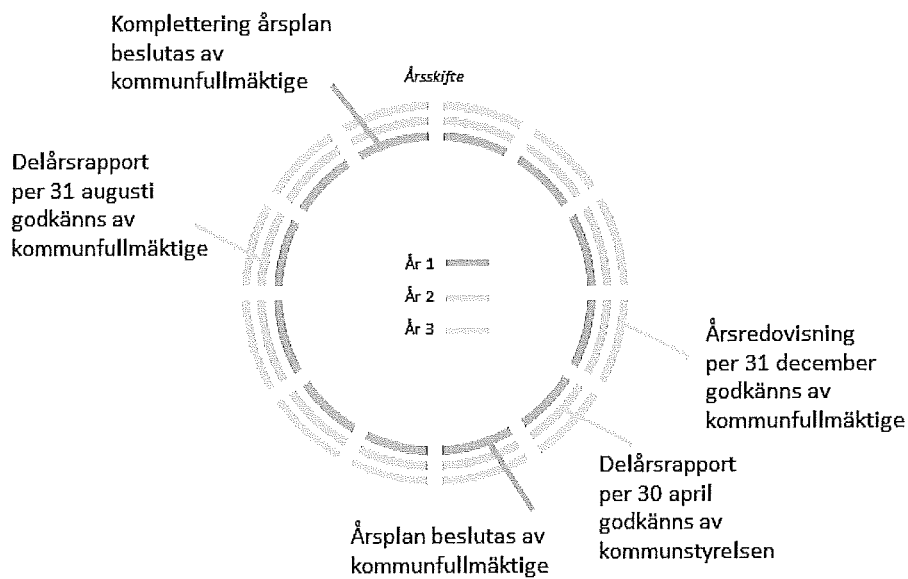 Komplettering årsplan
beslutas av
kommunfullmäktige
Årsskifte
Delårsrapport
per 31 augusti
godkänns av
kommunfullmäktige
År 1
År 2
År 3
Årsredovisning
per 31 december
godkänns av
kommunfullmäktige
Delårsrapport
per 30 april
godkänns av
kommunstyrelsen
Årsplan beslutas av
kommunfullmäktige